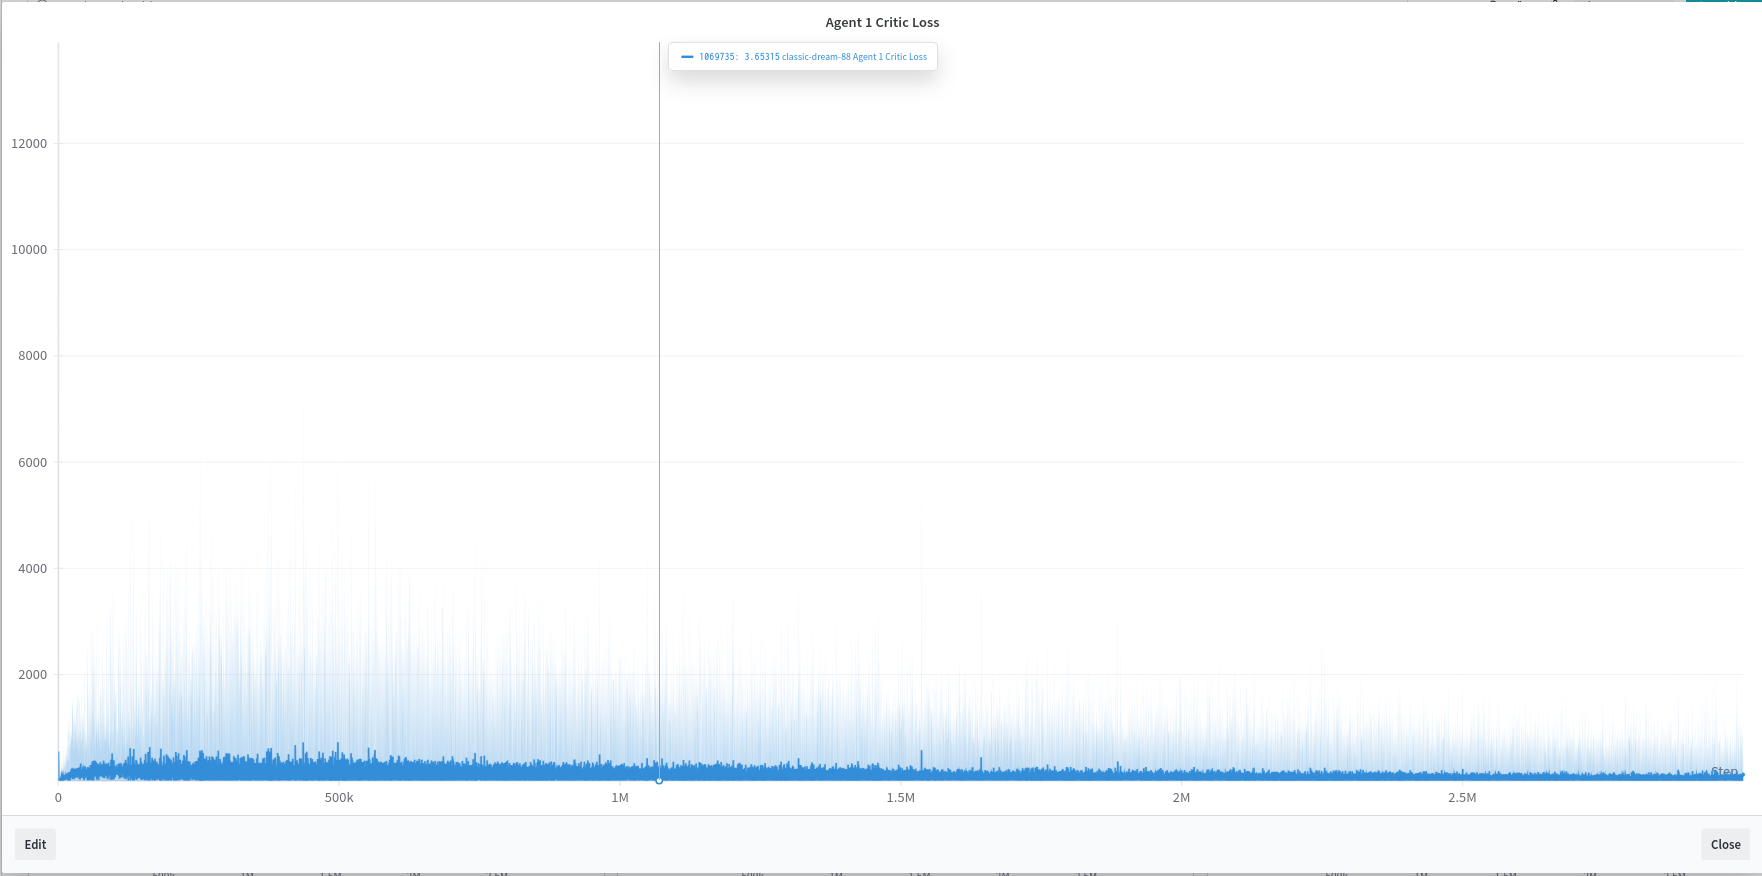 Agent 1 Critic Loss
1069735: 3.65315 classic-dream-88 Agent 1 Critic Loss
12000
10000
8000
6000
4000
2000
Step
0 500k 1M 1.5M 2M 2.5M
Edit Close